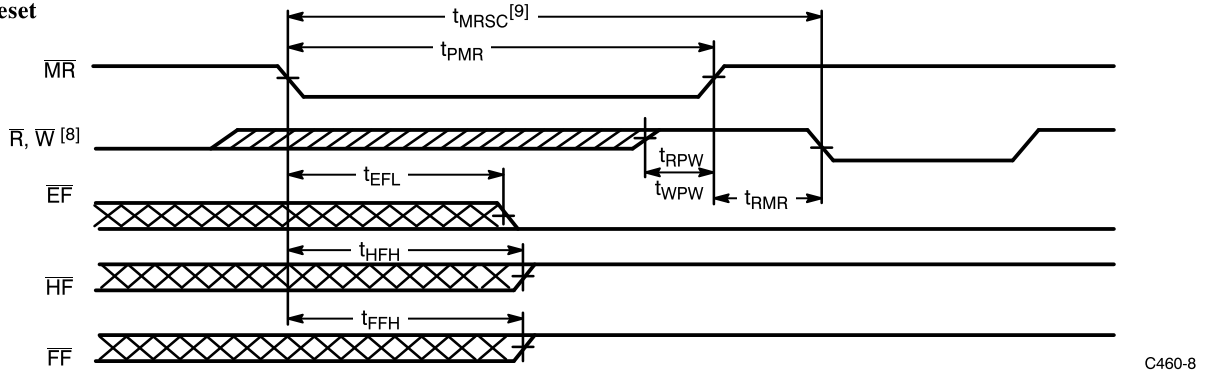 eset
tMRSC[9]
tPMR
MR
R, W [8]
tRPW
tEFL
tWPW
EF
tRMR
tHFH
HF
tFFH
FF
C460-8